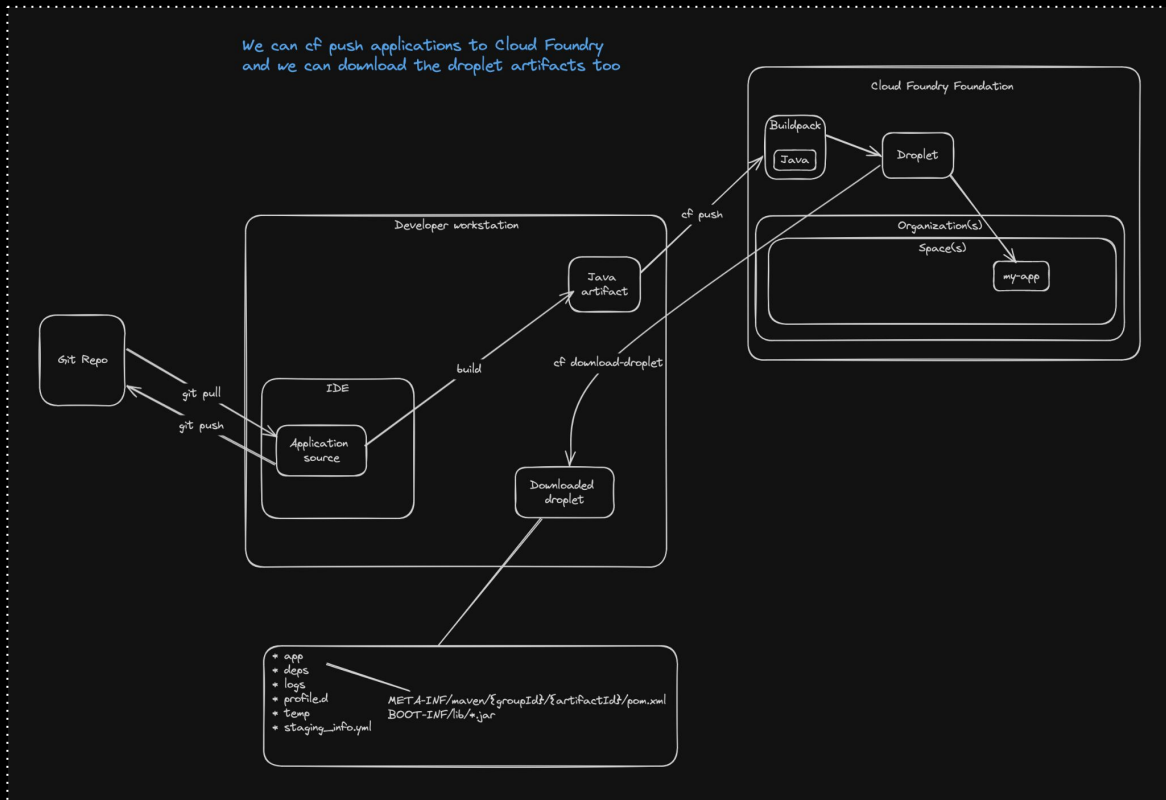 We can cf push applications to Cloud Foundry
and we can download the droplet artifacts too
Cloud Foundry Foundation
Buildpack
Java
Droplet
Organization(s)
Space(s)
my-app
cf push
Developer workstation
Java
artifact
cf download-droplet
build
Git Repo
git pull
git push
IDE
Application
source
Downloaded
droplet
* app
* deps
* logs
* profile.d
* temp
* staging_info.yml
META-INF/maven/{groupId}/{artifactId}/pom.xml
BOOT-INF/lib/*.jar